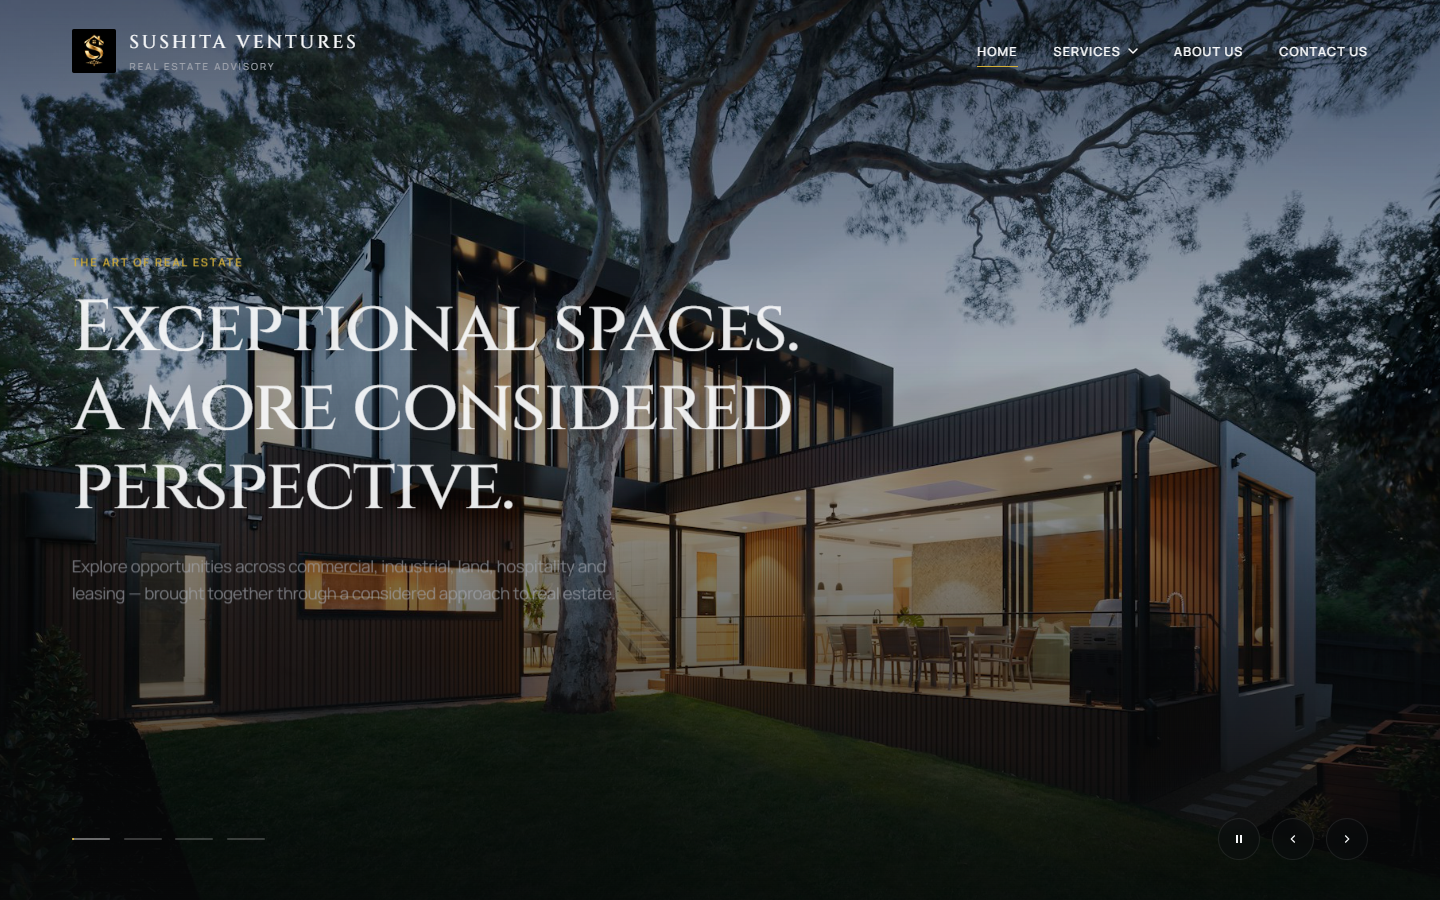 SUSHITA VENTURES
REAL ESTATE ADVISORY
HOME
SERVICES
ABOUT US
CONTACT US
THE ART OF REAL ESTATE
EXCEPTIONAL SPACES.
A MORE CONSIDERED
PERSPECTIVE.
Explore opportunities across commercial, industrial, land, hospitality and
leasing — brought together through a considered approach to real estate.